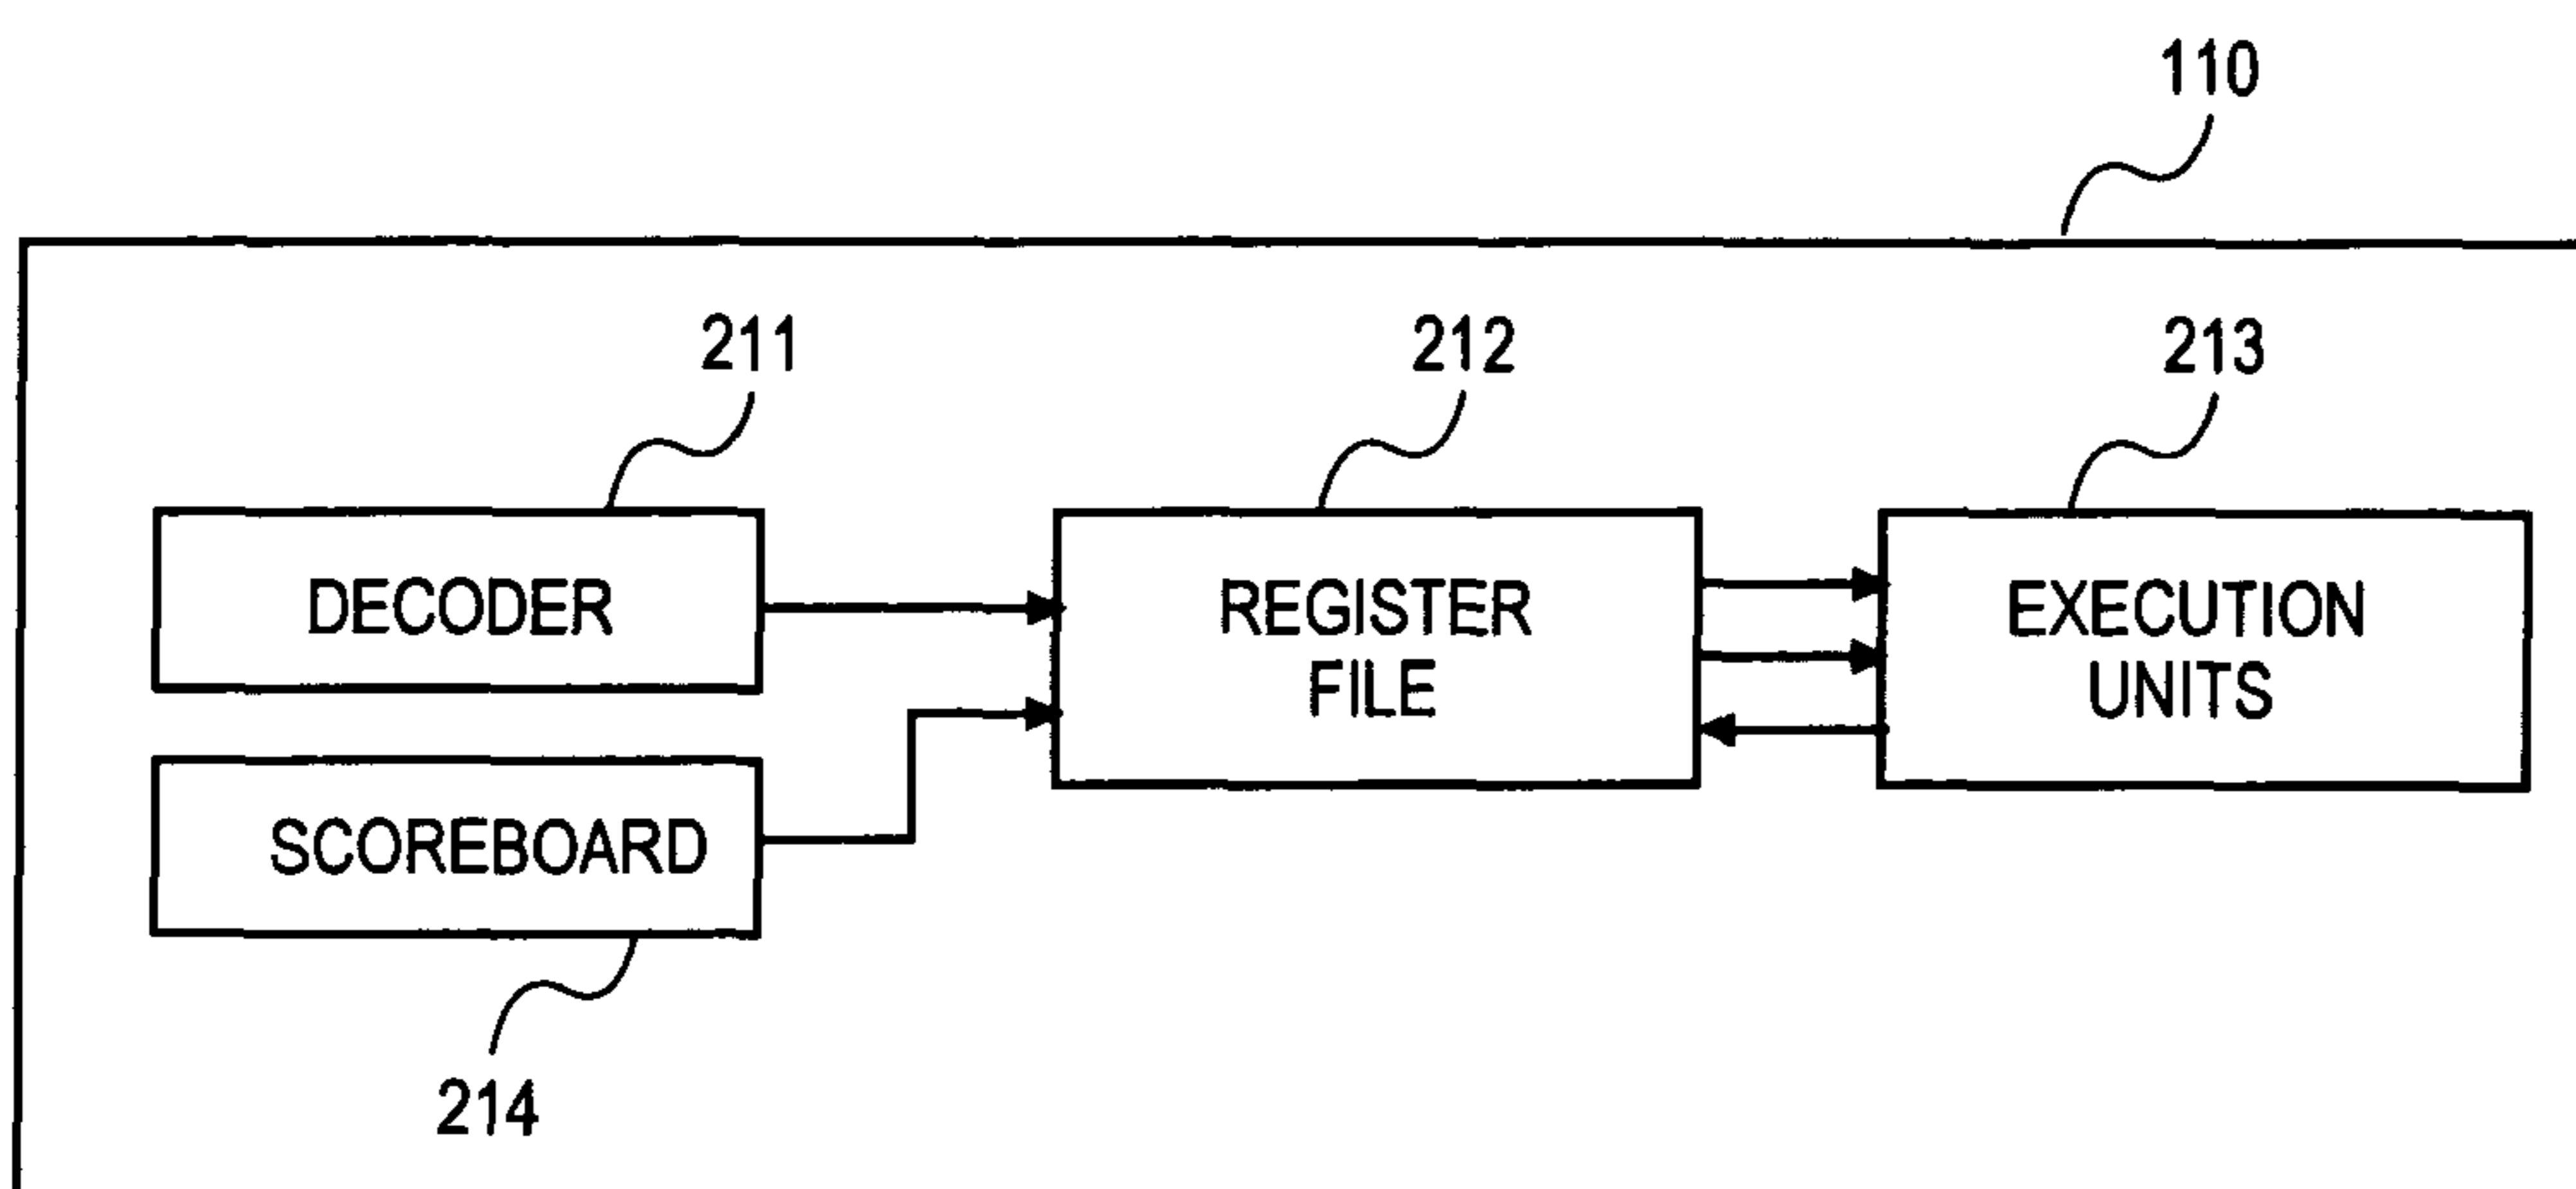 110
211
212
213
DECODER
REGISTER
FILE
EXECUTION
UNITS
SCOREBOARD
214